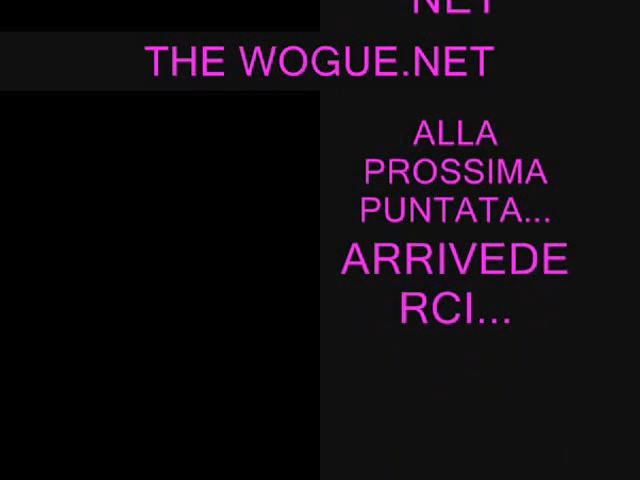 NET
THE WOGUE.NET
ALLA
PROSSIMA
PUNTATA...
ARRIVEDE
RCI...